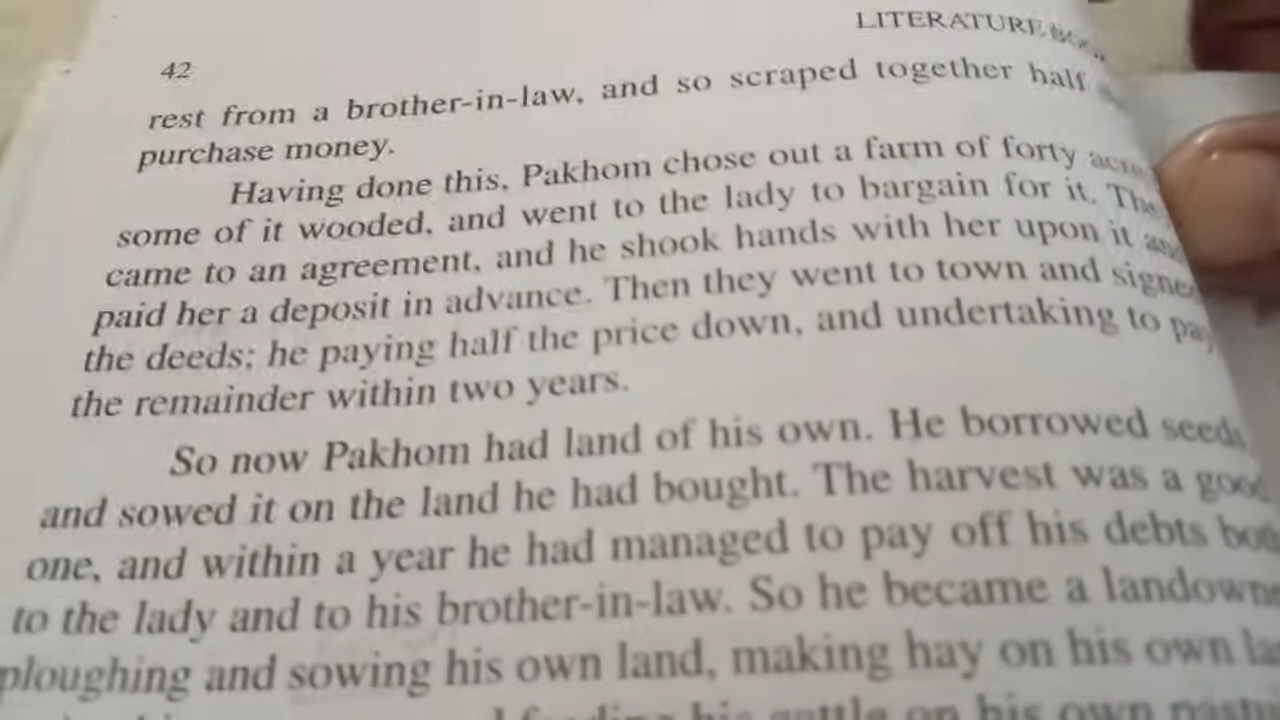 LITERATURE
42
rest from a brother-in-law, and so scraped together half
purchase money.
Having done this, Pakhom chose out a farm of forty
some of it wooded, and went to the lady to bargain for it.
came to an agreement, and he shook hands with her upon it
paid her a deposit in advance. Then they went to town and
the deeds; he paying half the price down, and undertaking to
the remainder within two years.
So now Pakhom had land of his own. He borrowed seeds
and sowed it on the land he had bought. The harvest was a
one, and within a year he had managed to pay off his debts
to the lady and to his brother-in-law. So he became a
ploughing and sowing his own land, making hay on his own
his cattle on his own